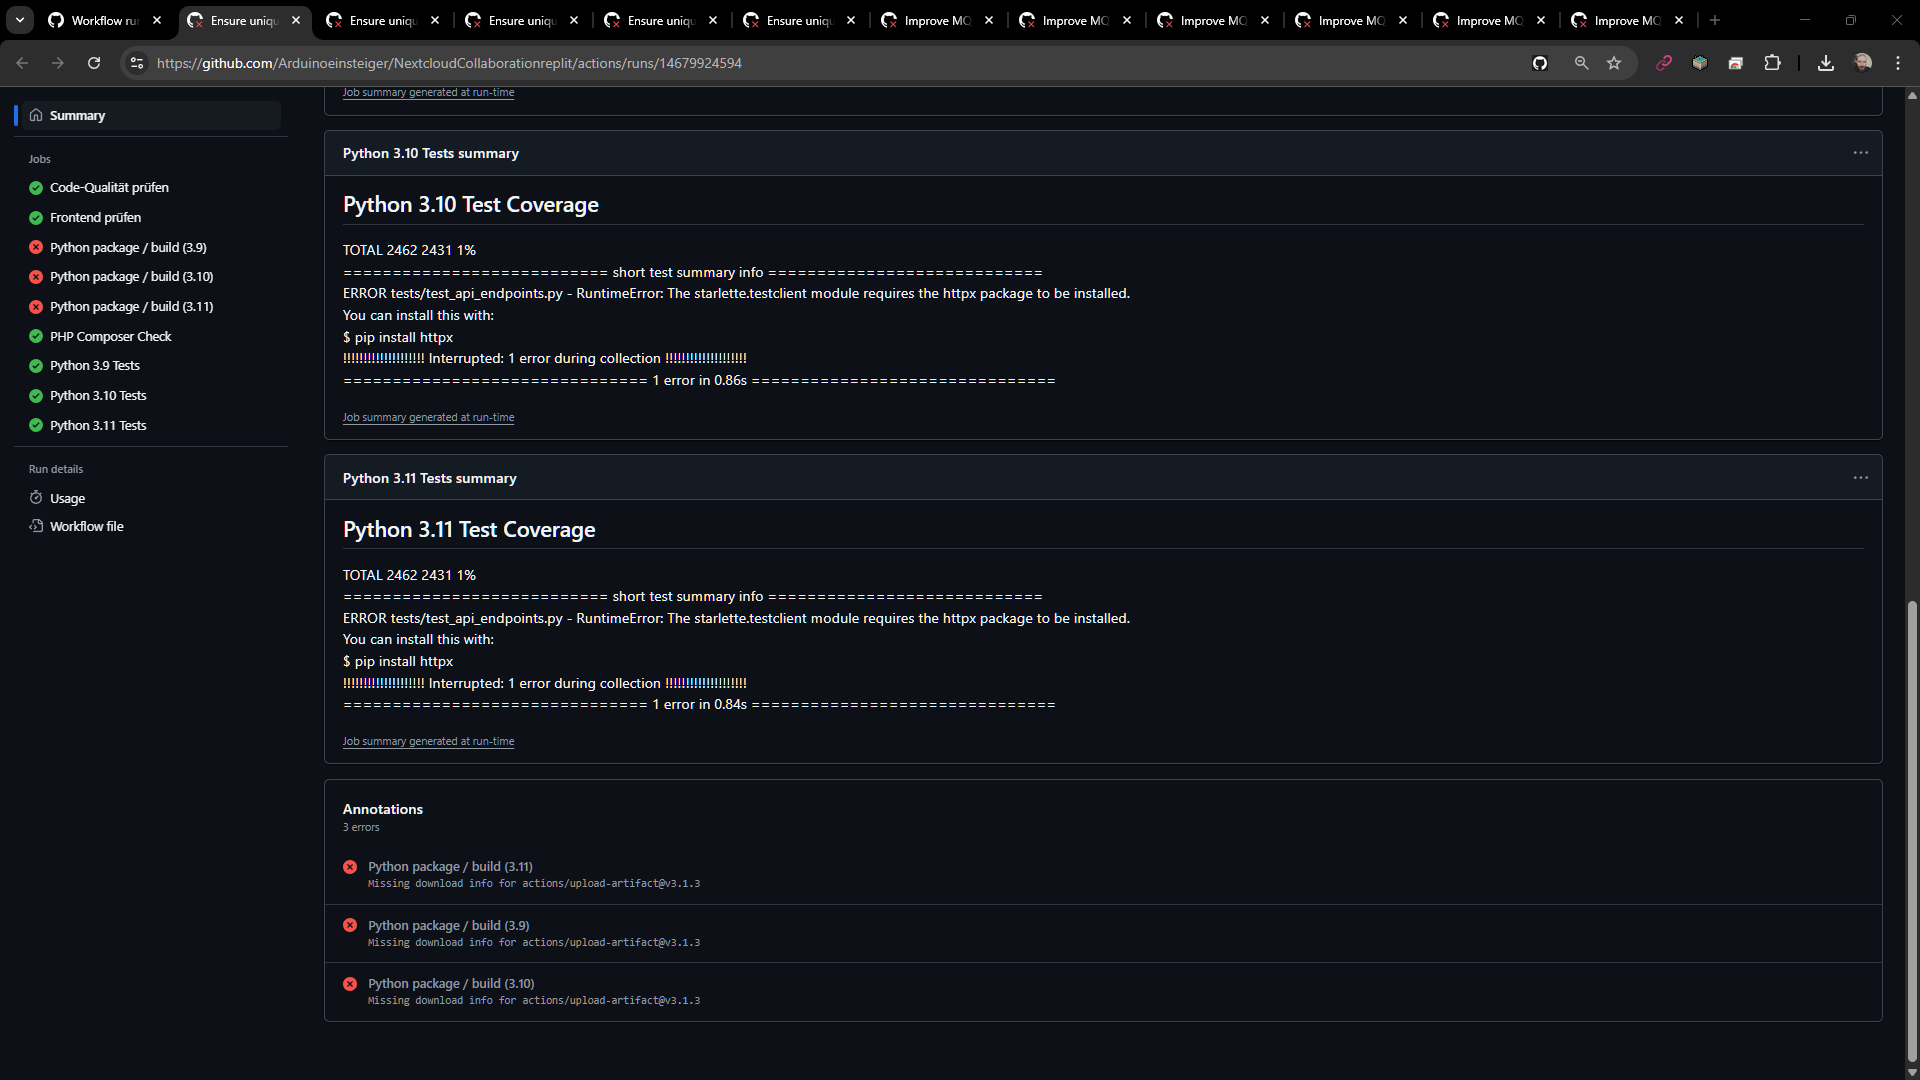 Workflow run
Ensure uniqu
Ensure uniqu
Ensure uniqu
Ensure uniqu
Ensure uniqu
Improve MQ
Improve MQ
Improve MQ
Improve MQ
Improve MQ
Improve MQ
https://github.com/Arduinoeinsteiger/NextcloudCollaborationreplit/actions/runs/14679924594
Summary
Jobs
Code-Qualität prüfen
Frontend prüfen
Python package / build (3.9)
Python package / build (3.10)
Python package / build (3.11)
PHP Composer Check
Python 3.9 Tests
Python 3.10 Tests
Python 3.11 Tests
Run details
Usage
Workflow file
Job summary generated at run-time
Python 3.10 Tests summary
Python 3.10 Test Coverage
TOTAL 2462 2431 1%
=========================== short test summary info ============================
ERROR tests/test_api_endpoints.py - RuntimeError: The starlette.testclient module requires the httpx package to be installed.
You can install this with:
$ pip install httpx
!!!!!!!!!!!!!!!!!!!! Interrupted: 1 error during collection !!!!!!!!!!!!!!!!!!!!
=============================== 1 error in 0.86s ===============================
Job summary generated at run-time
Python 3.11 Tests summary
Python 3.11 Test Coverage
TOTAL 2462 2431 1%
=========================== short test summary info ============================
ERROR tests/test_api_endpoints.py - RuntimeError: The starlette.testclient module requires the httpx package to be installed.
You can install this with:
$ pip install httpx
!!!!!!!!!!!!!!!!!!!! Interrupted: 1 error during collection !!!!!!!!!!!!!!!!!!!!
=============================== 1 error in 0.84s ===============================
Job summary generated at run-time
Annotations
3 errors
Python package / build (3.11)
Missing download info for actions/upload-artifact@v3.1.3
Python package / build (3.9)
Missing download info for actions/upload-artifact@v3.1.3
Python package / build (3.10)
Missing download info for actions/upload-artifact@v3.1.3